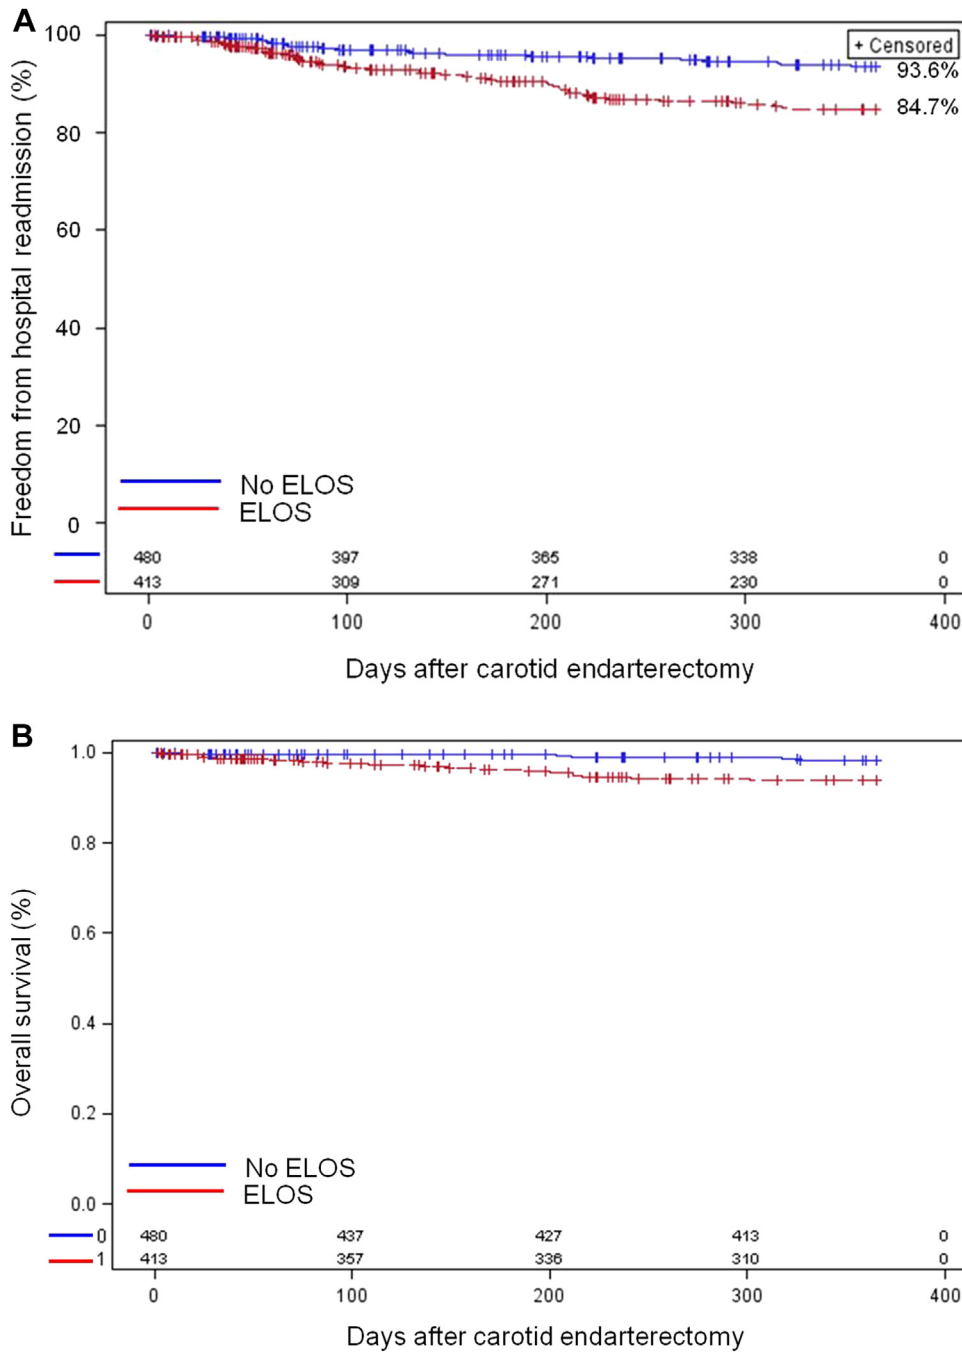 A
Freedom from hospital readmission (%)
100
80
60
40
20
0
+ Censored
93.6%
84.7%
No ELOS
ELOS
480 397 365 338 0
413 309 271 230 0
0 100 200 300 400
Days after carotid endarterectomy
B
Overall survival (%)
1.0
0.8
0.6
0.4
0.2
0.0
No ELOS
ELOS
0 480 437 427 413 0
1 413 357 336 310 0
0 100 200 300 400
Days after carotid endarterectomy